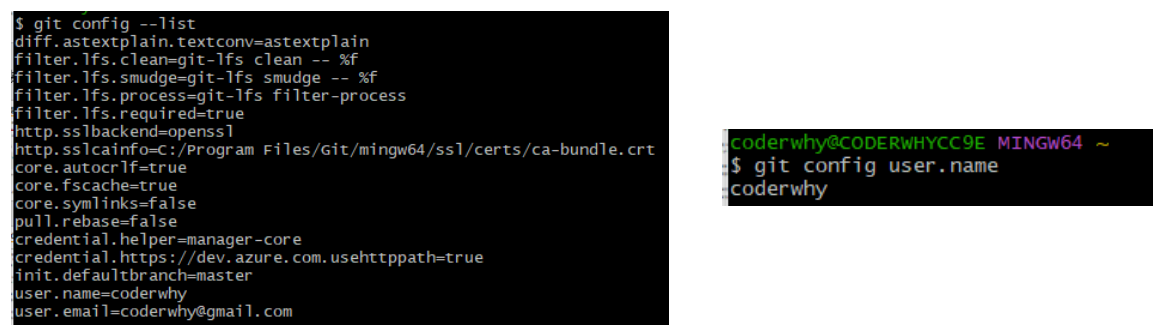 $ git config --list
diff.astextplain.textconv=astextplain
filter.lfs.clean=git-lfs clean -- %f
filter.lfs.smudge=git-lfs smudge -- %f
filter.lfs.process=git-lfs filter-process
filter.lfs.required=true
http.sslbackend=openssl
http.sslcainfo=C:/Program Files/Git/mingw64/ssl/certs/ca-bundle.crt
core.autocrlf=true
core.fscache=true
core.symlinks=false
pull.rebase=false
credential.helper=manager-core
credential.https://dev.azure.com.usehttppath=true
init.defaultbranch=master
user.name=coderwhy
user.email=coderwhy@gmail.com
coderwhy@CODERWHYCC9E MINGW64 ~
$ git config user.name
coderwhy